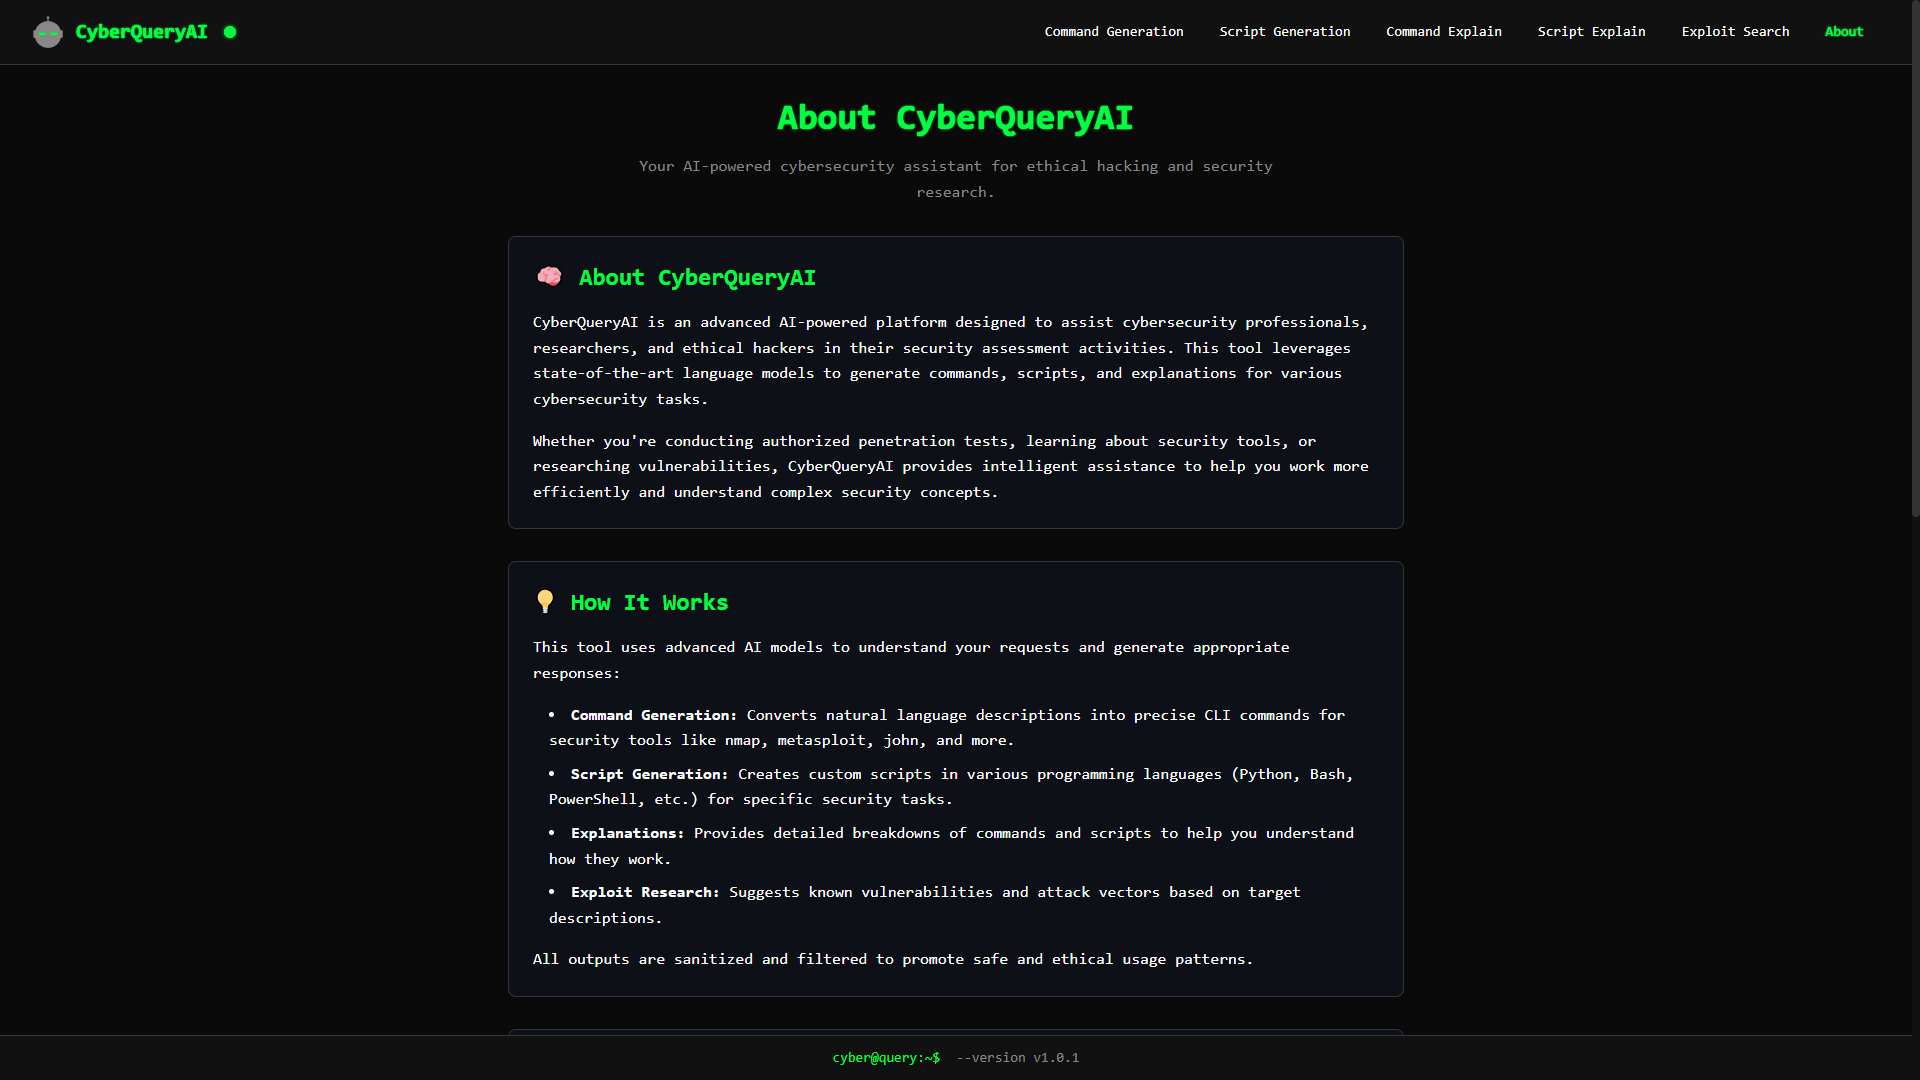 CyberQueryAI
Command Generation
Script Generation
Command Explain
Script Explain
Exploit Search
About
About CyberQueryAI
Your AI-powered cybersecurity assistant for ethical hacking and security
research.
About CyberQueryAI
CyberQueryAI is an advanced AI-powered platform designed to assist cybersecurity professionals,
researchers, and ethical hackers in their security assessment activities. This tool leverages
state-of-the-art language models to generate commands, scripts, and explanations for various
cybersecurity tasks.
Whether you're conducting authorized penetration tests, learning about security tools, or
researching vulnerabilities, CyberQueryAI provides intelligent assistance to help you work more
efficiently and understand complex security concepts.
How It Works
This tool uses advanced AI models to understand your requests and generate appropriate
responses:
• Command Generation: Converts natural language descriptions into precise CLI commands for
security tools like nmap, metasploit, john, and more.
• Script Generation: Creates custom scripts in various programming languages (Python, Bash,
PowerShell, etc.) for specific security tasks.
• Explanations: Provides detailed breakdowns of commands and scripts to help you understand
how they work.
• Exploit Research: Suggests known vulnerabilities and attack vectors based on target
descriptions.
All outputs are sanitized and filtered to promote safe and ethical usage patterns.
cyber@query:~$ --version v1.0.1